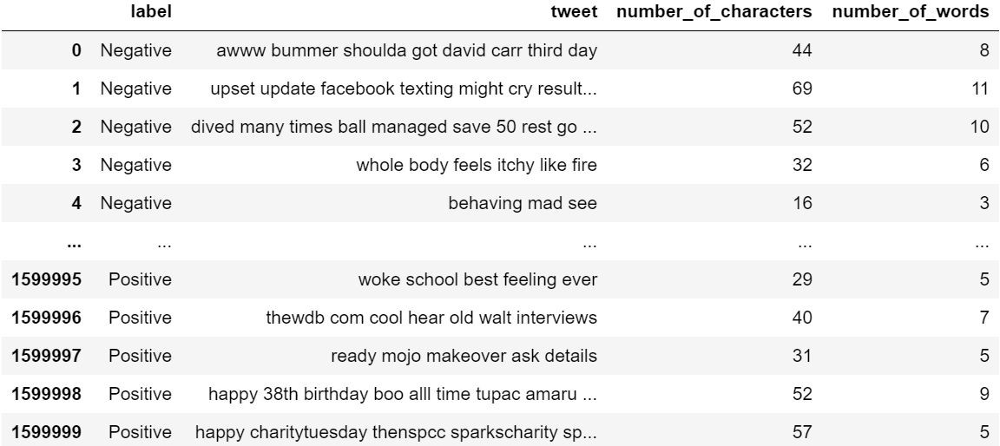 label tweet number_of_characters number_of_words
0 Negative awww bummer shoulda got david carr third day 44 8
1 Negative upset update facebook texting might cry result... 69 11
2 Negative dived many times ball managed save 50 rest go ... 52 10
3 Negative whole body feels itchy like fire 32 6
4 Negative behaving mad see 16 3
... ... ... ... ...
1599995 Positive woke school best feeling ever 29 5
1599996 Positive thewdb com cool hear old walt interviews 40 7
1599997 Positive ready mojo makeover ask details 31 5
1599998 Positive happy 38th birthday boo alll time tupac amaru ... 52 9
1599999 Positive happy charitytuesday thenspcc sparkscharity sp... 57 5